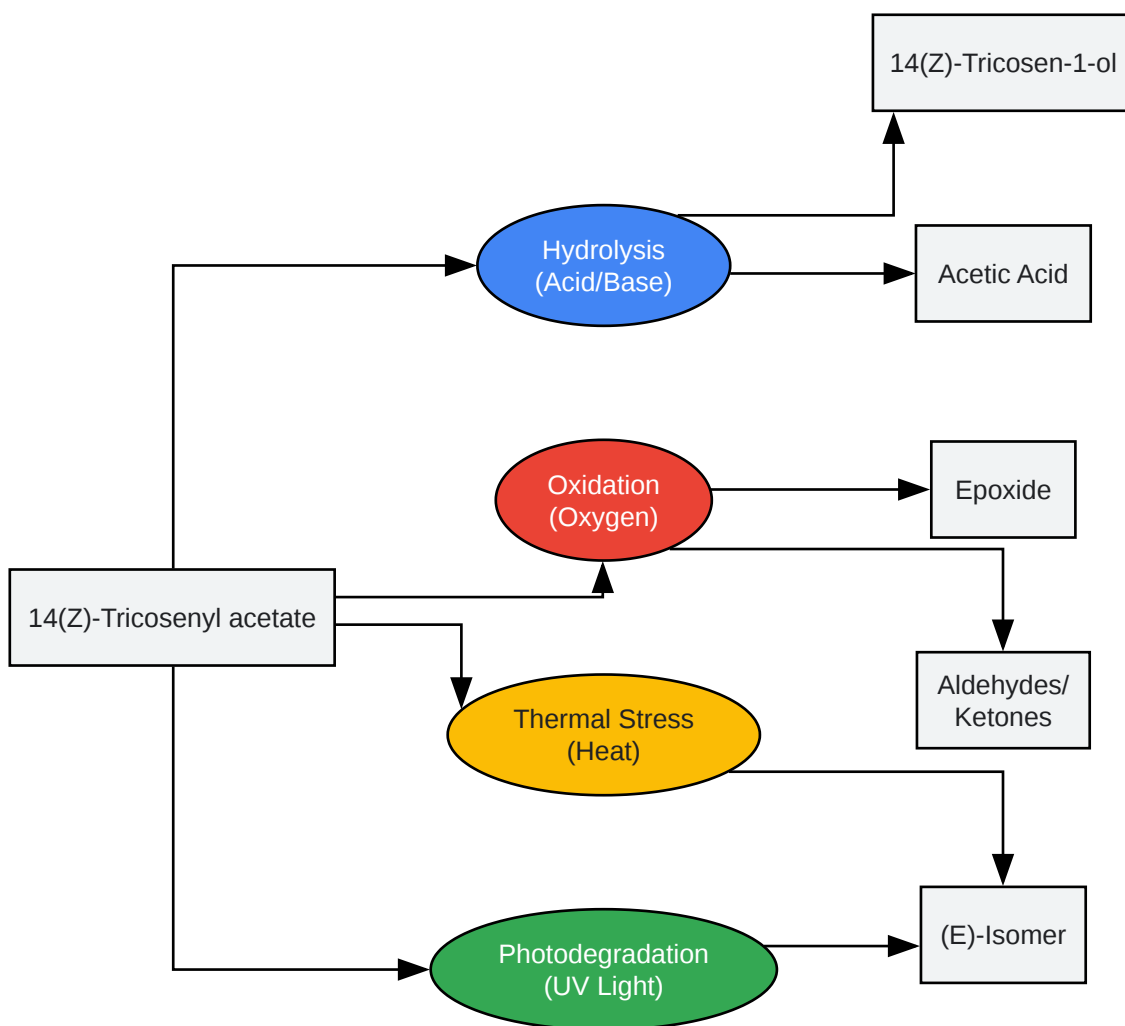 14(Z)-Tricosen-1-ol
Hydrolysis
(Acid/Base)
Acetic Acid
Oxidation
(Oxygen)
Epoxide
14(Z)-Tricosenyl acetate
Aldehydes/
Ketones
Thermal Stress
(Heat)
(E)-Isomer
Photodegradation
(UV Light)